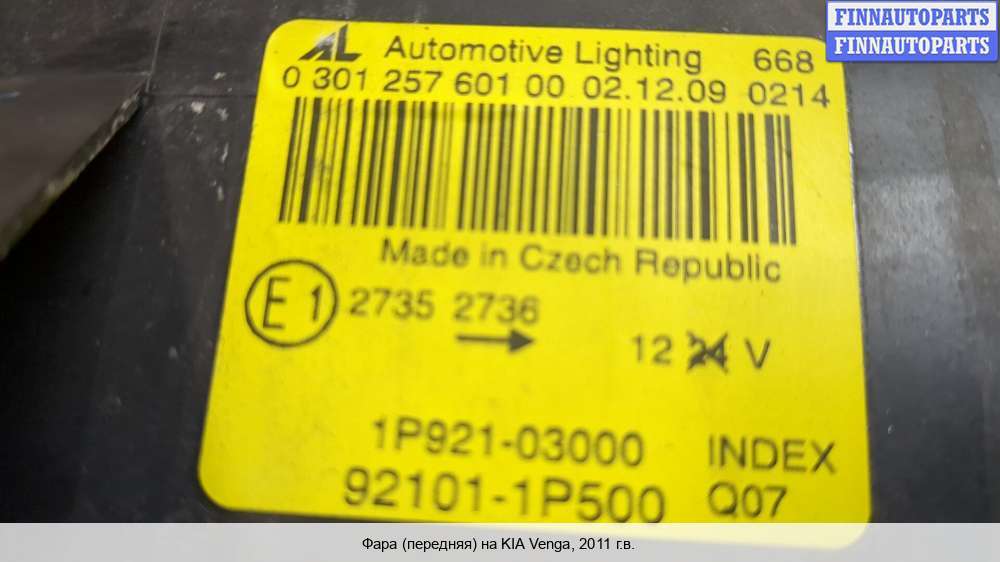 FINNAUTOPARTS
FINNAUTOPARTS
AL Automotive Lighting 668
0 301 257 601 00 02.12.09 0214
Made in Czech Republic
E1 2735 2736
12 24 V
1P921-03000 INDEX
92101-1P500 Q07
Фара (передняя) на KIA Venga, 2011 г.в.